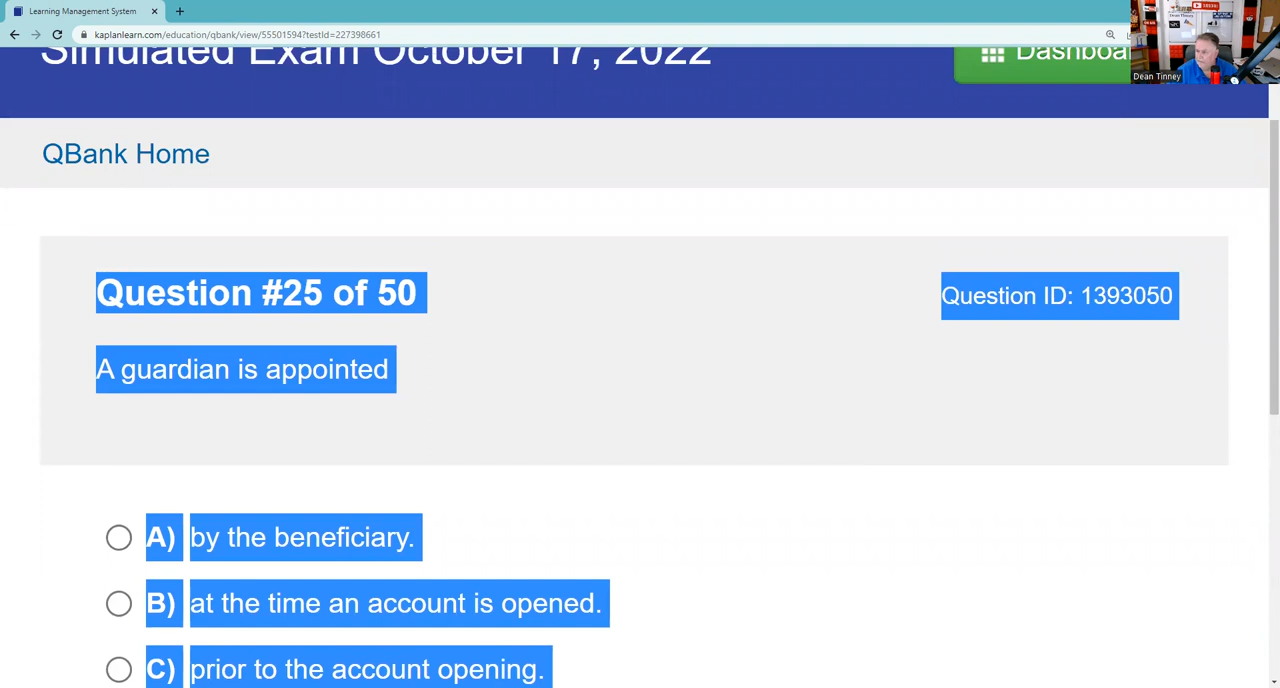 Learning Management System
kaplanlearn.com/education/qbank/view/55501594?testId=227398661
Simulated Exam October 17, 2022
Dashboa
Dean Tinney
QBank Home
Question #25 of 50
Question ID: 1393050
A guardian is appointed
A) by the beneficiary.
B) at the time an account is opened.
C) prior to the account opening.